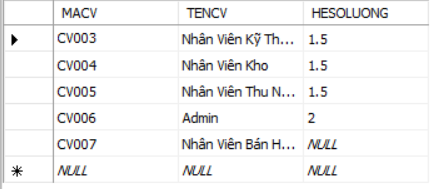 MACV TENCV HESOLUONG
CV003 Nhân Viên Kỹ Th... 1.5
CV004 Nhân Viên Kho 1.5
CV005 Nhân Viên Thu N... 1.5
CV006 Admin 2
CV007 Nhân Viên Bán H... NULL
NULL NULL NULL